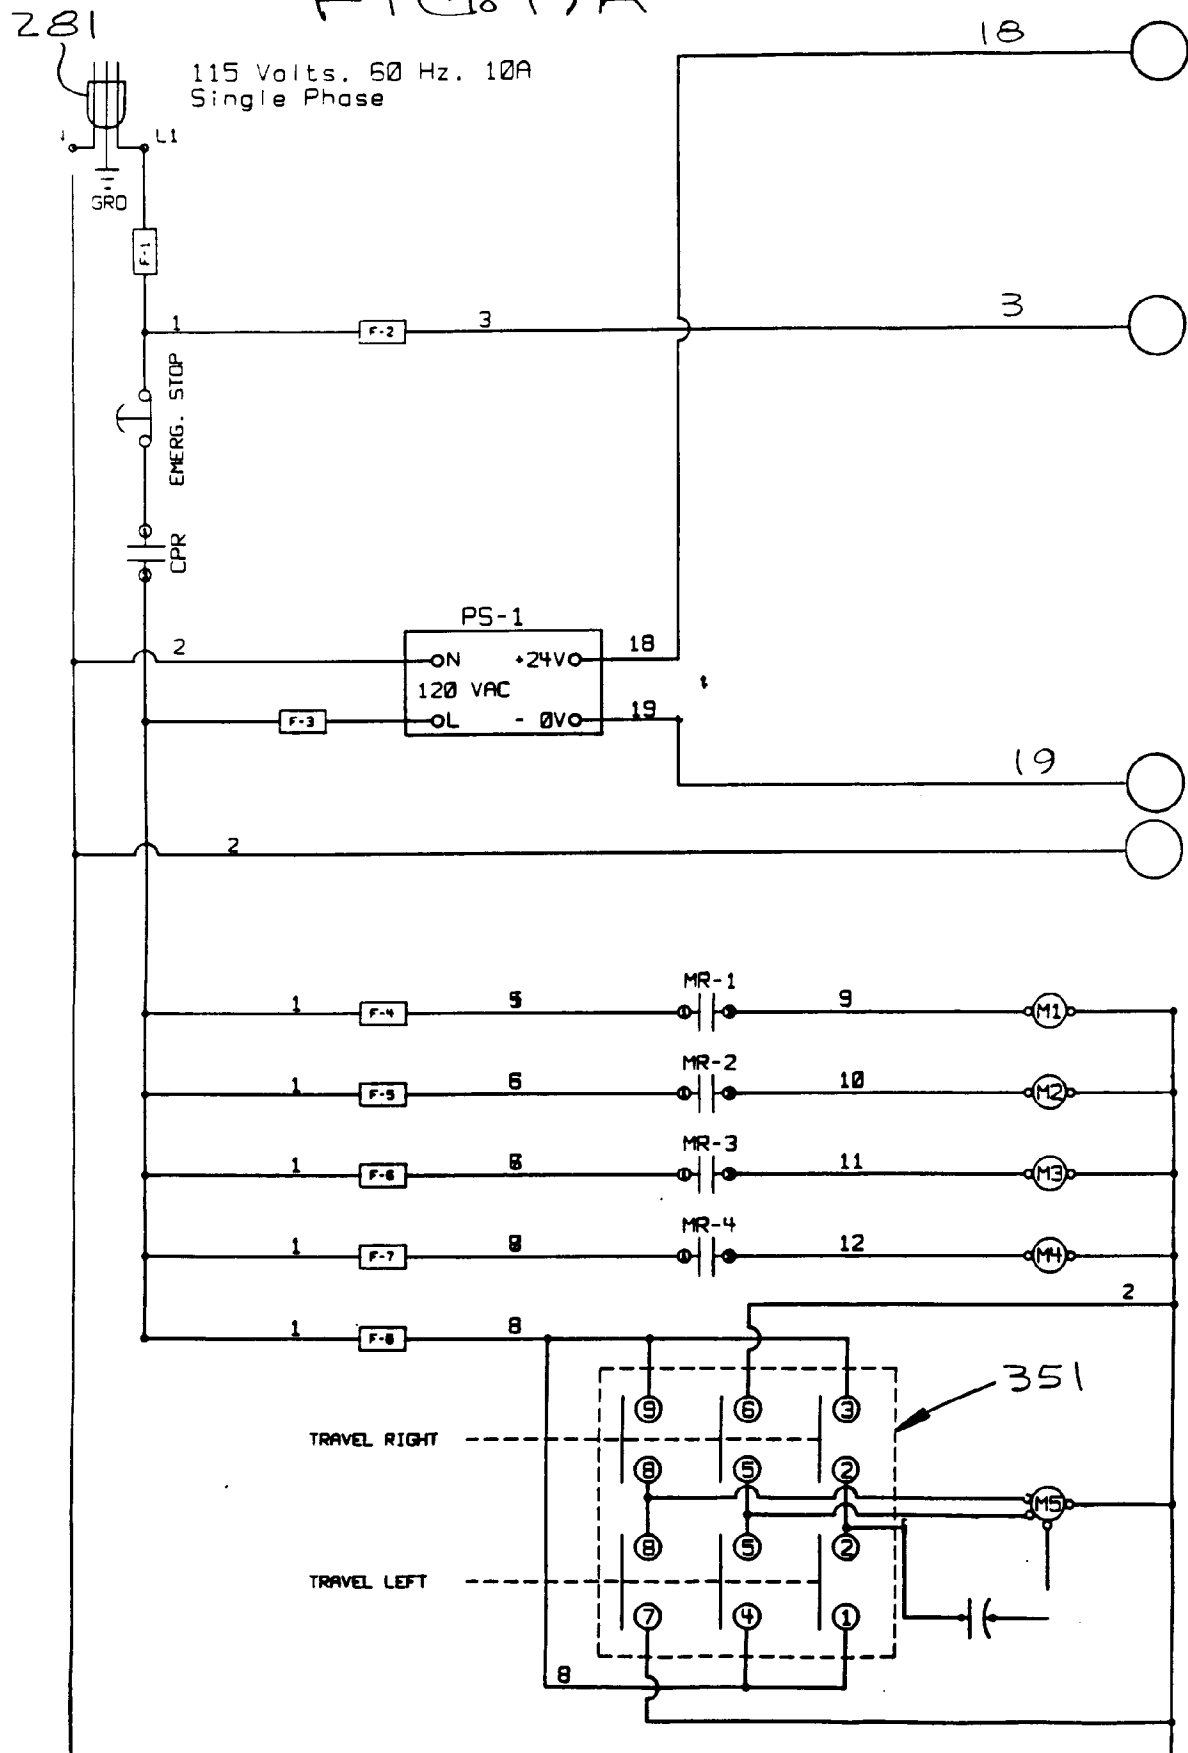 281
115 Volts. 60 Hz. 10A
Single Phase
L1
GRD
F-1
18
1
F-2
3
3
EMERG. STOP
CPR
PS-1
2
N
+24V
18
120 VAC
F-3
L
- 0V
19
19
2
MR-1
1
F-4
5
9
M1
MR-2
1
F-5
6
10
M2
MR-3
1
F-6
11
M3
MR-4
1
F-7
12
M4
2
1
F-8
8
351
9
6
3
TRAVEL RIGHT
8
5
2
M5
8
5
2
TRAVEL LEFT
7
4
1
8